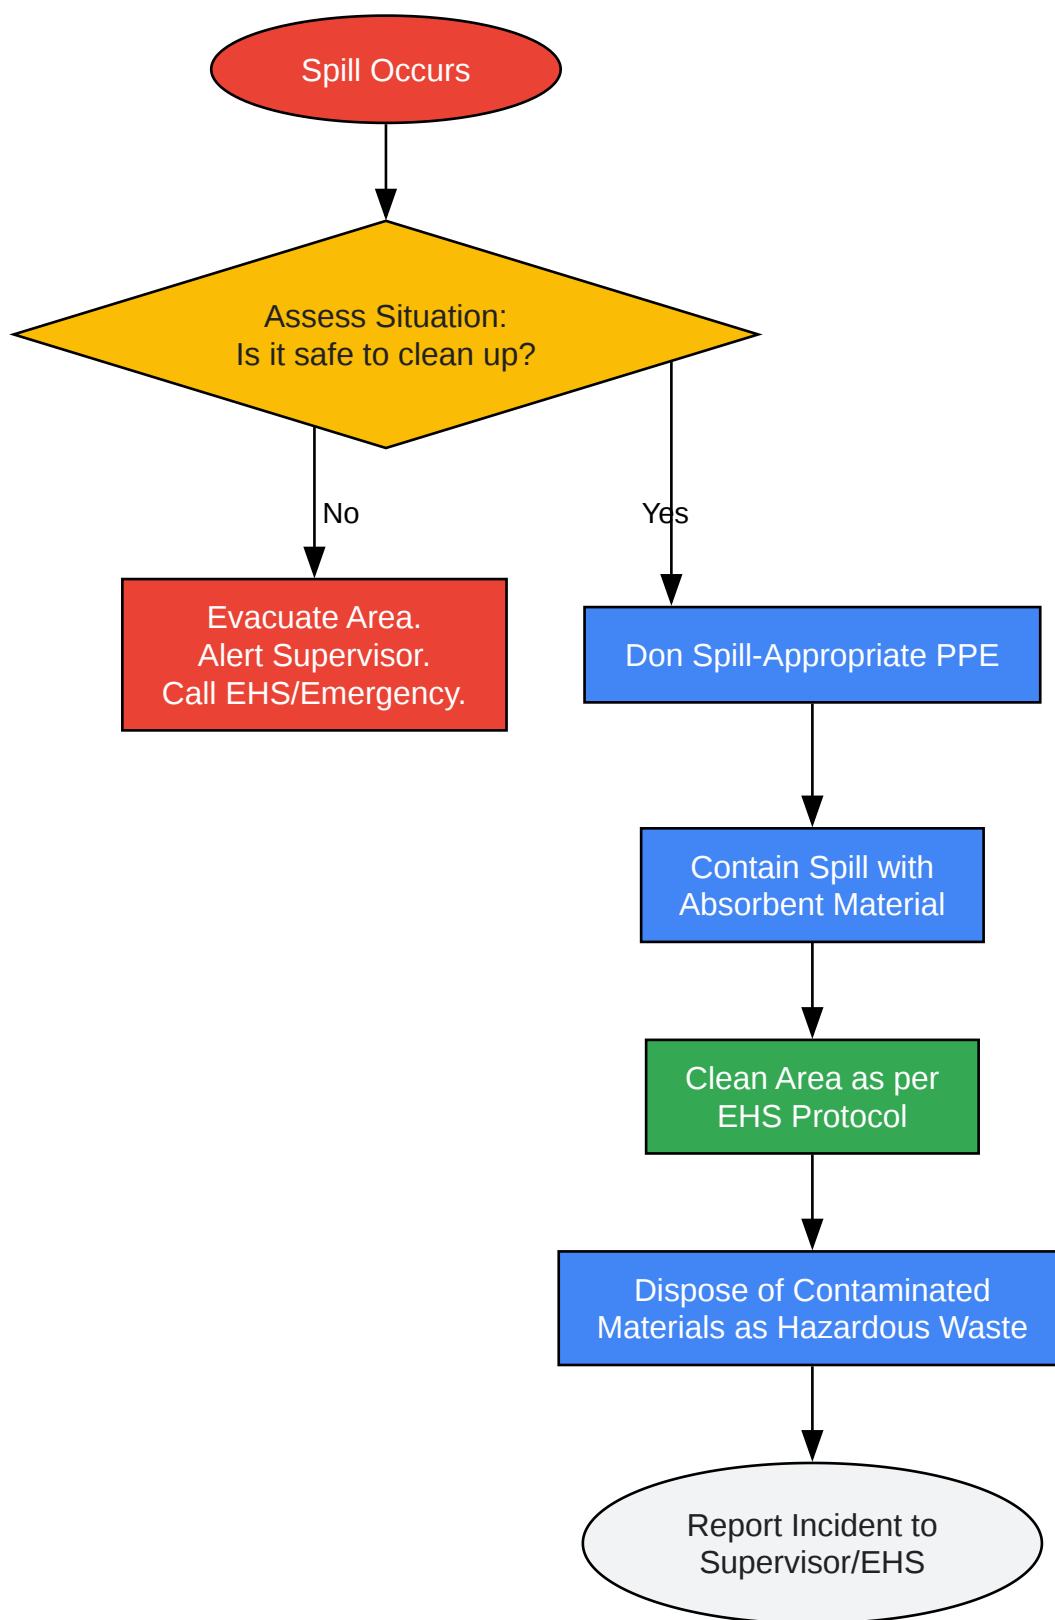 Spill Occurs
Assess Situation:
Is it safe to clean up?
No
Yes
Evacuate Area.
Alert Supervisor.
Call EHS/Emergency.
Don Spill-Appropriate PPE
Contain Spill with
Absorbent Material
Clean Area as per
EHS Protocol
Dispose of Contaminated
Materials as Hazardous Waste
Report Incident to
Supervisor/EHS